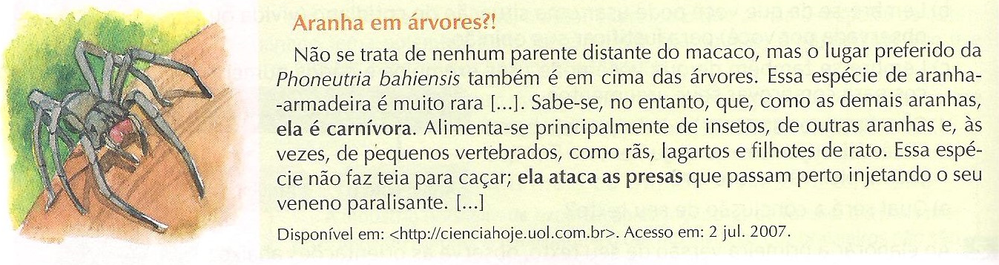 Aranha em árvores?!
Não se trata de nenhum parente distante do macaco, mas o lugar preferido da
Phoneutria bahiensis também é em cima das árvores. Essa espécie de aranha-
-armadeira é muito rara [...]. Sabe-se, no entanto, que, como as demais aranhas,
ela é carnívora. Alimenta-se principalmente de insetos, de outras aranhas e, às
vezes, de pequenos vertebrados, como rãs, lagartos e filhotes de rato. Essa espé-
cie não faz teia para caçar; ela ataca as presas que passam perto injetando o seu
veneno paralisante. [...]
Disponível em: <http://cienciahoje.uol.com.br>. Acesso em: 2 jul. 2007.